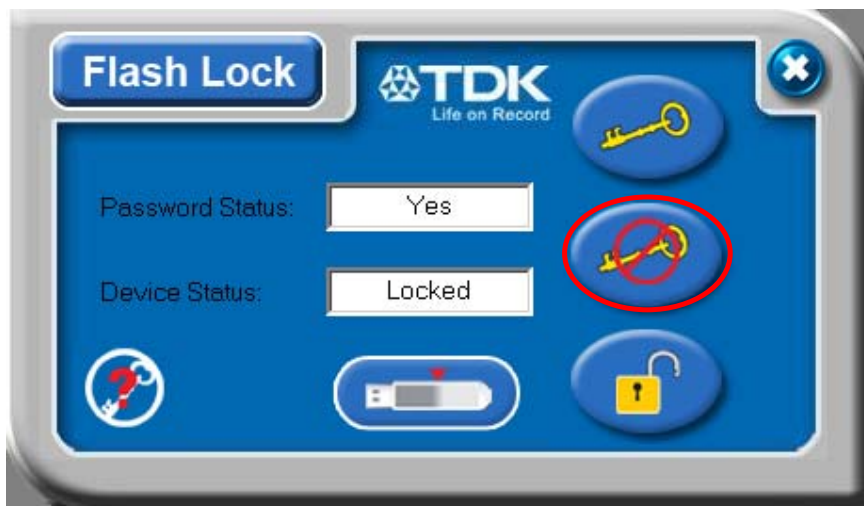 Flash Lock
TDK
Life on Record
Password Status: Yes
Device Status: Locked
?